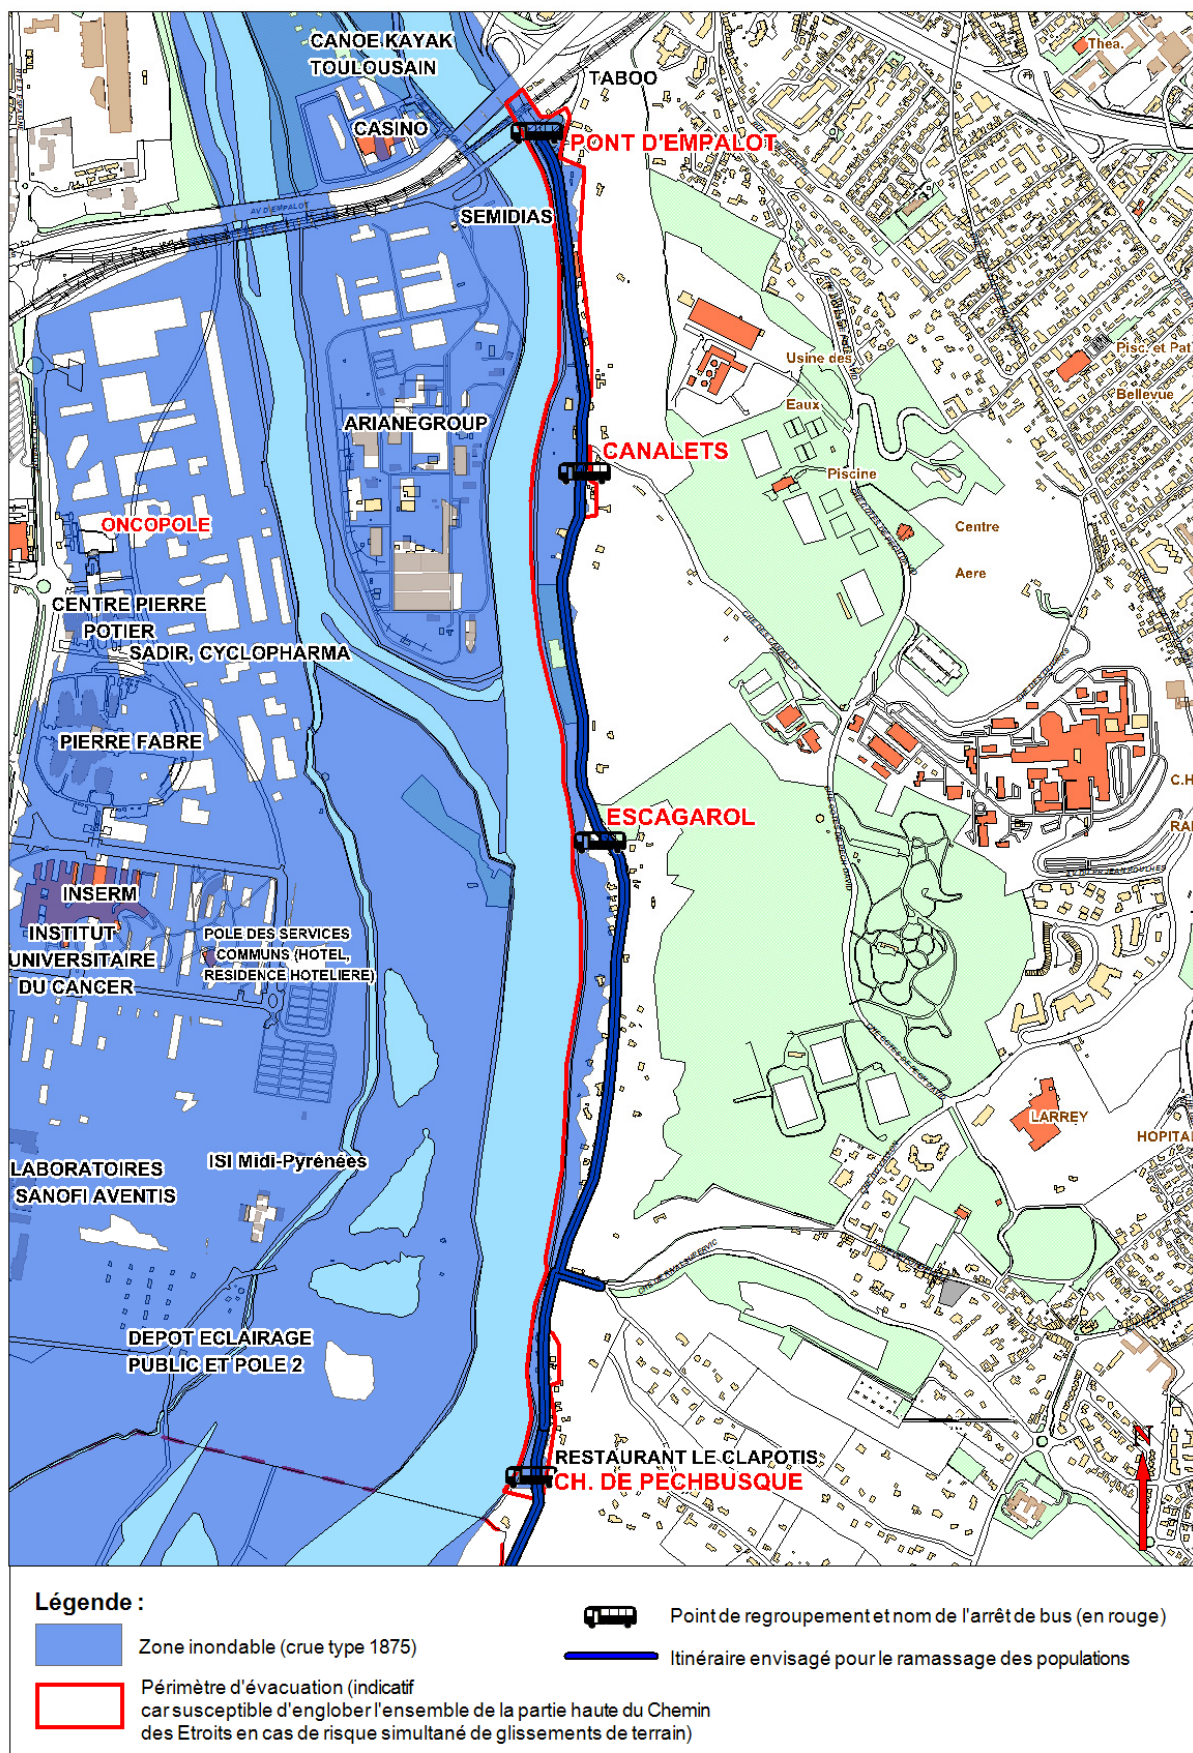 CANOE KAYAK
TOULOUSAIN
Thea.
TABOO
CASINO
PONT D'EMPALOT
AV D'EMPALOT
SEMIDIAS
Usine des
Eaux
Pisc. et Pat
Bellevue
ARIANEGROUP
CANALETS
Piscine
ONCOPOLE
Centre
Aere
CENTRE PIERRE
POTIER
SADIR, CYCLOPHARMA
CHE DES CANALETS
PIERRE FABRE
C.H
ESCAGAROL
RAN
INSERM
INSTITUT
UNIVERSITAIRE
DU CANCER
POLE DES SERVICES
COMMUNS (HOTEL,
RESIDENCE HOTELIERE)
LARREY
HOPITAL
LABORATOIRES
SANOFI AVENTIS
ISI Midi-Pyrénées
DEPOT ECLAIRAGE
PUBLIC ET POLE 2
RESTAURANT LE CLAPOTIS
CH. DE PECHBUSQUE
N
Légende :
Zone inondable (crue type 1875)
Périmètre d'évacuation (indicatif
car susceptible d'englober l'ensemble de la partie haute du Chemin
des Etroits en cas de risque simultané de glissements de terrain)
Point de regroupement et nom de l'arrêt de bus (en rouge)
Itinéraire envisagé pour le ramassage des populations